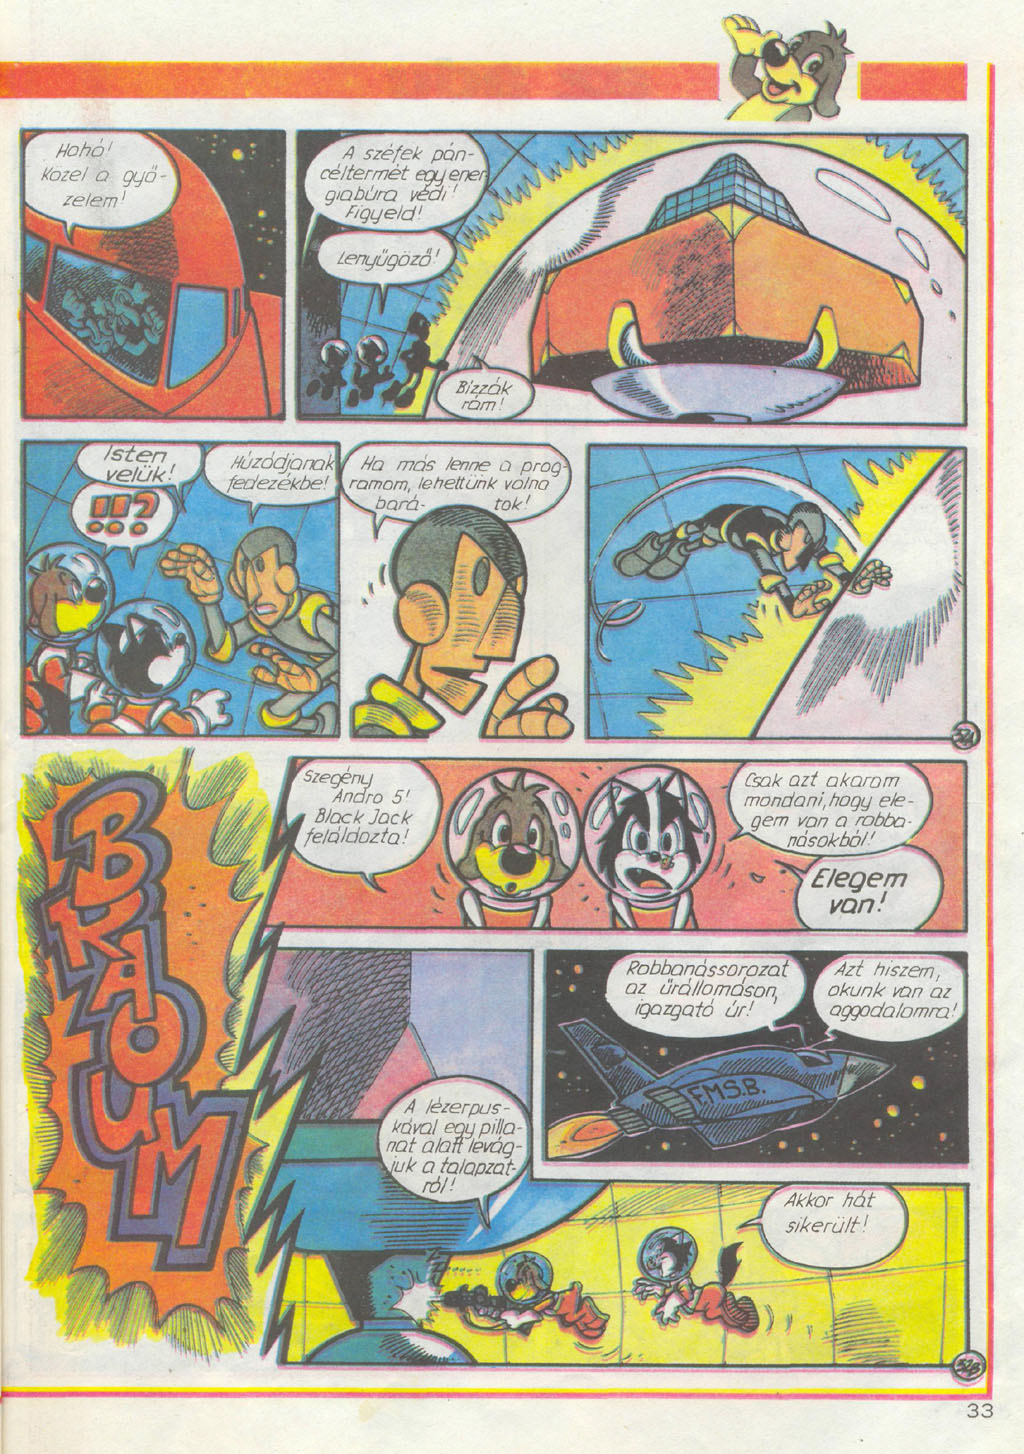 Hahó!
Közel a győ-
zelem!
A széfek pán-
céltermét egy ener
giabúra védi!
Figyeld!
Lenyűgöző!
Bízzák
rám!
Isten
velük!
!!?
Húzódjanak
fedezékbe!
Ha más lenne a prog-
ramom, lehettünk volna
bará- tok!
32A
BRAOUM
Szegény
Andro 5!
Black Jack
feláldozta!
Csak azt akarom
mondani, hogy ele-
gem van a robba-
násokból!
Elegem
van!
A lézerpus-
kával egy pilla-
nat alatt levág-
juk a talapzat-
ról!
Robbanássorozat
az űrállomáson,
igazgató úr!
Azt hiszem,
okunk van az
aggodalomra!
F.M.S.B.
Akkor hát
sikerült!
32B
33